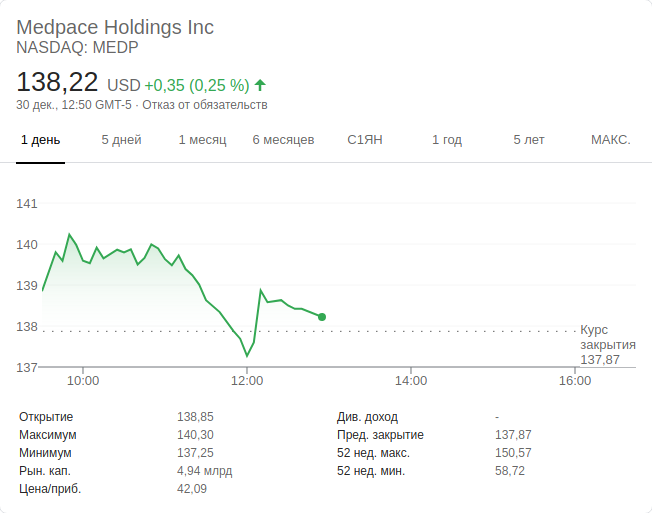 Medpace Holdings Inc
NASDAQ: MEDP
138,22 USD +0,35 (0,25 %)
30 дек., 12:50 GMT-5 · Отказ от обязательств
1 день 5 дней 1 месяц 6 месяцев С1ЯН 1 год 5 лет МАКС.
141
140
139
138
137
Курс
закрытия
137,87
10:00 12:00 14:00 16:00
Открытие 138,85 Див. доход -
Максимум 140,30 Пред. закрытие 137,87
Минимум 137,25 52 нед. макс. 150,57
Рын. кап. 4,94 млрд 52 нед. мин. 58,72
Цена/приб. 42,09